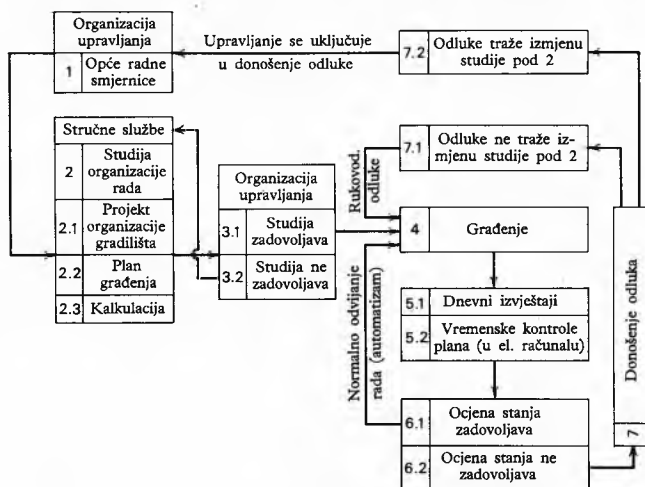 Organizacija
upravljanja
1 Opće radne
smjernice
Upravljanje se uključuje
u donošenje odluke
7.2 Odluke traže izmjenu
studije pod 2
Stručne službe
2 Studija
organizacije
rada
2.1 Projekt
organizacije
gradilišta
2.2 Plan
građenja
2.3 Kalkulacija
Organizacija
upravljanja
3.1 Studija
zadovoljava
3.2 Studija ne
zadovoljava
Rukovod.
odluke
7.1 Odluke ne traže iz-
mjenu studije pod 2
4 Građenje
Normalno odvijanje
rada (automatizam)
5.1 Dnevni izvještaji
5.2 Vremenske kontrole
plana (u el. računalu)
6.1 Ocjena stanja
zadovoljava
6.2 Ocjena stanja ne
zadovoljava
7 Donošenje odluka